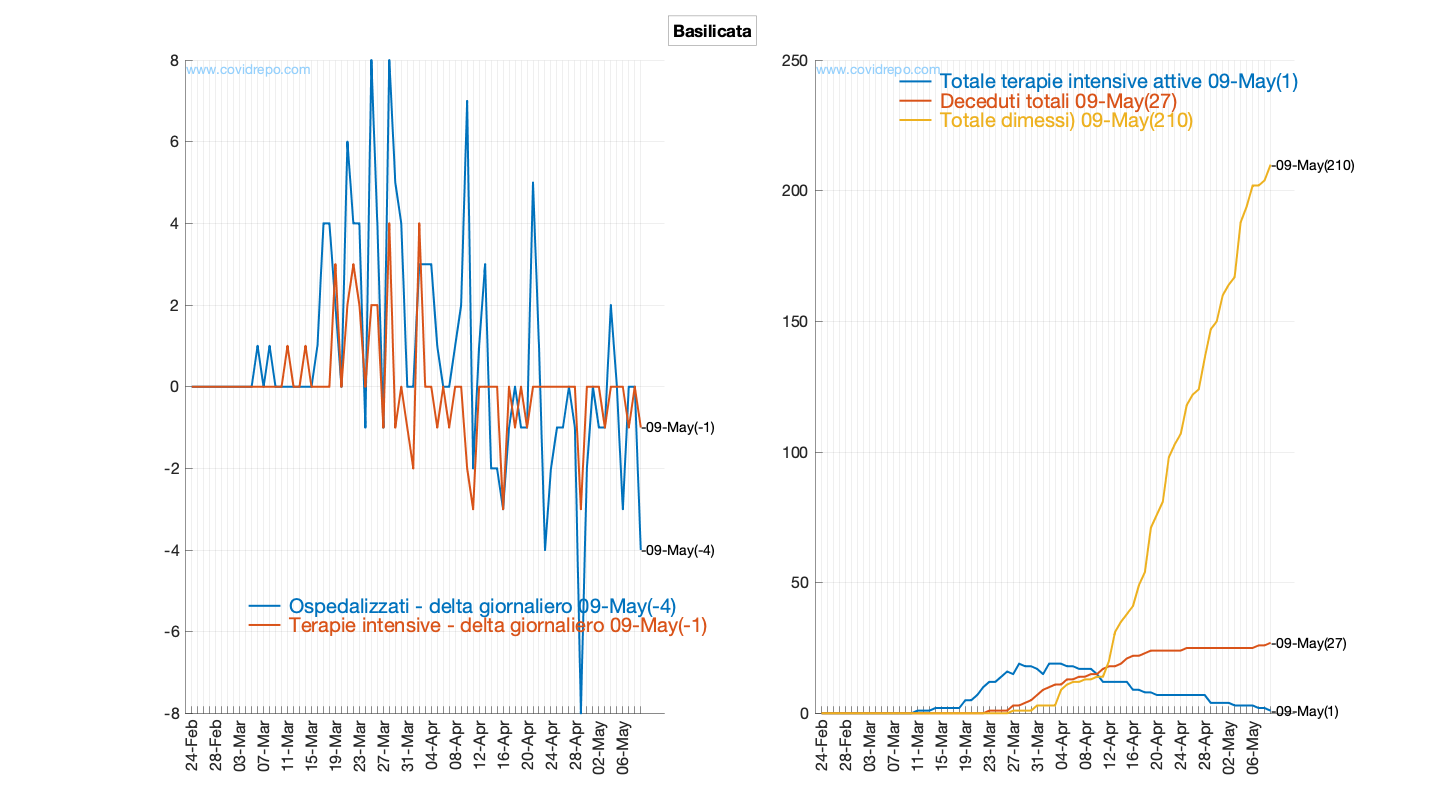 Basilicata
www.covidrepo.com
8
6
4
2
0
-2
-4
-6
-8
09-May(-1)
09-May(-4)
Ospedalizzati - delta giornaliero 09-May(-4)
Terapie intensive - delta giornaliero 09-May(-1)
24-Feb
28-Feb
03-Mar
07-Mar
11-Mar
15-Mar
19-Mar
23-Mar
27-Mar
31-Mar
04-Apr
08-Apr
12-Apr
16-Apr
20-Apr
24-Apr
28-Apr
02-May
06-May
www.covidrepo.com
Totale terapie intensive attive 09-May(1)
Deceduti totali 09-May(27)
Totale dimessi) 09-May(210)
250
200
150
100
50
0
09-May(210)
09-May(27)
09-May(1)
24-Feb
28-Feb
03-Mar
07-Mar
11-Mar
15-Mar
19-Mar
23-Mar
27-Mar
31-Mar
04-Apr
08-Apr
12-Apr
16-Apr
20-Apr
24-Apr
28-Apr
02-May
06-May